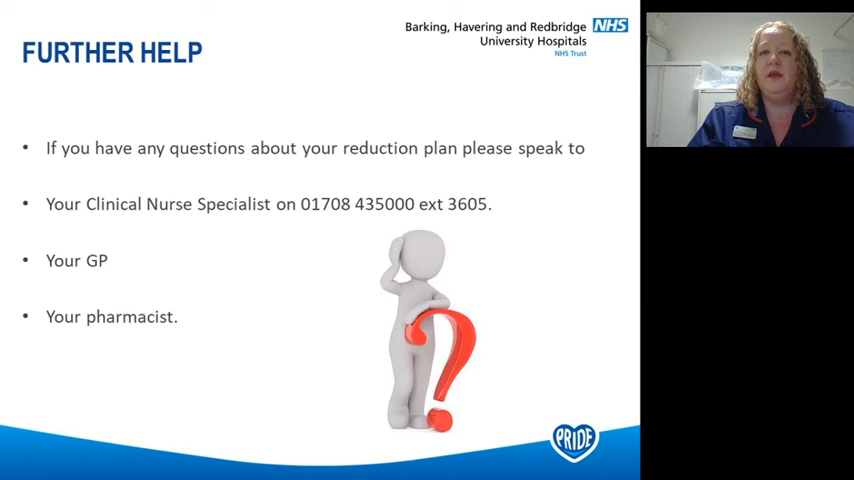 Barking, Havering and Redbridge NHS
University Hospitals
NHS Trust
FURTHER HELP
• If you have any questions about your reduction plan please speak to
• Your Clinical Nurse Specialist on 01708 435000 ext 3605.
• Your GP
• Your pharmacist.
PRIDE